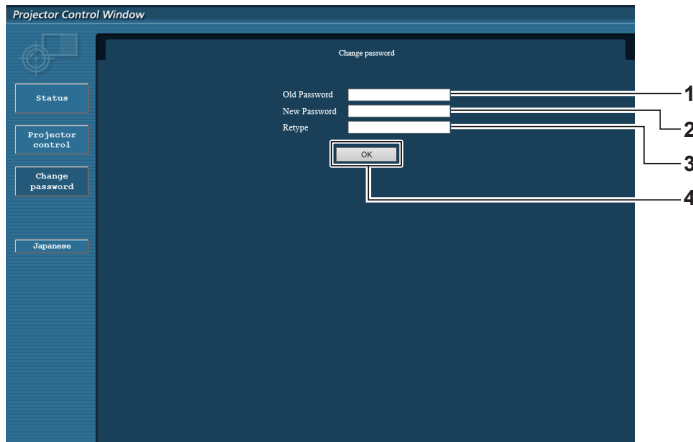 Projector Control Window
Change password
Status
Projector
control
Change
password
Japanese
Old Password
New Password
Retype
OK
1
2
3
4